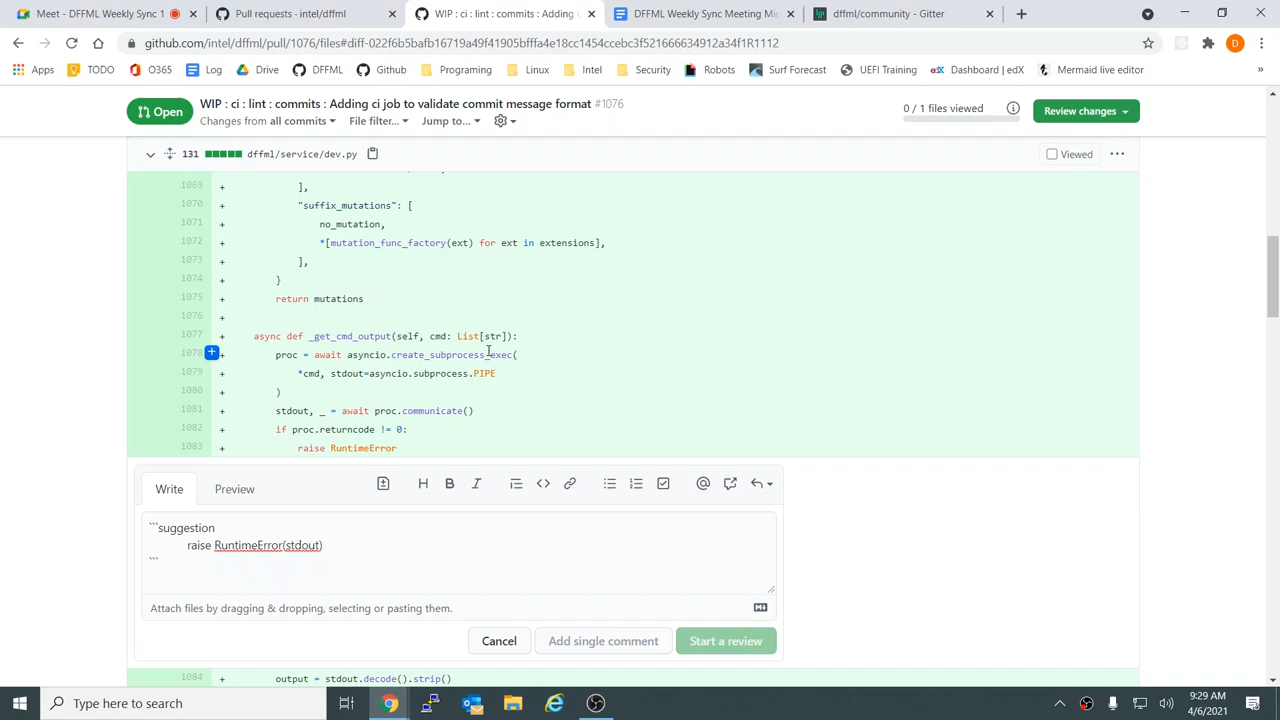 Meet - DFFML Weekly Sync 1
Pull requests - intel/dffml
WIP : ci : lint : commits : Adding c
DFFML Weekly Sync Meeting Mi
dffml/community - Gitter
github.com/intel/dffml/pull/1076/files#diff-022f6b5bafb16719a49f41905bfffa4e18cc1454ccebc3f521666634912a34f1R1112
D
Apps
TODO
O365
Log
Drive
DFFML
Github
Programing
Linux
Intel
Security
Robots
Surf Forecast
UEFI Training
Dashboard | edX
Mermaid live editor
»
Open
WIP : ci : lint : commits : Adding ci job to validate commit message format #1076
Changes from all commits
File filter...
Jump to...
0 / 1 files viewed
Review changes
131 dffml/service/dev.py
Viewed
1069 + ],
1070 + "suffix_mutations": [
1071 + no_mutation,
1072 + *[mutation_func_factory(ext) for ext in extensions],
1073 + ],
1074 + }
1075 + return mutations
1076 +
1077 + async def _get_cmd_output(self, cmd: List[str]):
1078 + proc = await asyncio.create_subprocess_exec(
1079 + *cmd, stdout=asyncio.subprocess.PIPE
1080 + )
1081 + stdout, _ = await proc.communicate()
1082 + if proc.returncode != 0:
1083 + raise RuntimeError
Write
Preview
```suggestion
raise RuntimeError(stdout)
```
Attach files by dragging & dropping, selecting or pasting them.
Cancel
Add single comment
Start a review
1084 + output = stdout.decode().strip()
Type here to search
9:29 AM
4/6/2021